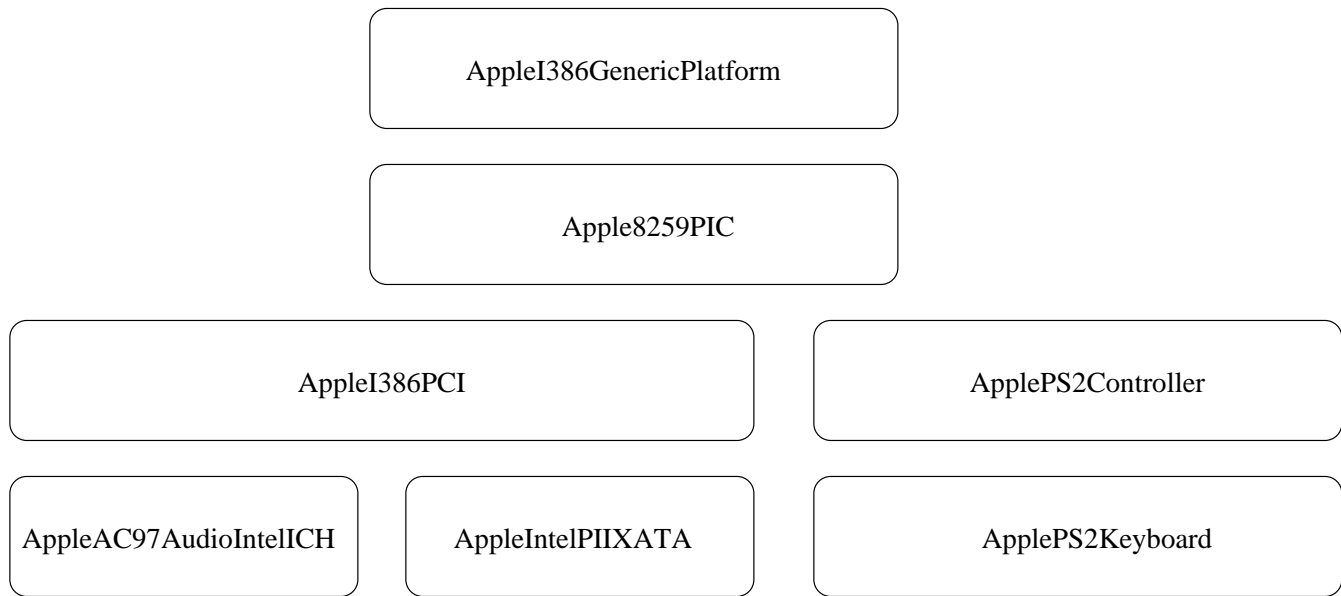 AppleI386GenericPlatform
Apple8259PIC
AppleI386PCI
ApplePS2Controller
AppleAC97AudioIntelICH
AppleIntelPIIXATA
ApplePS2Keyboard